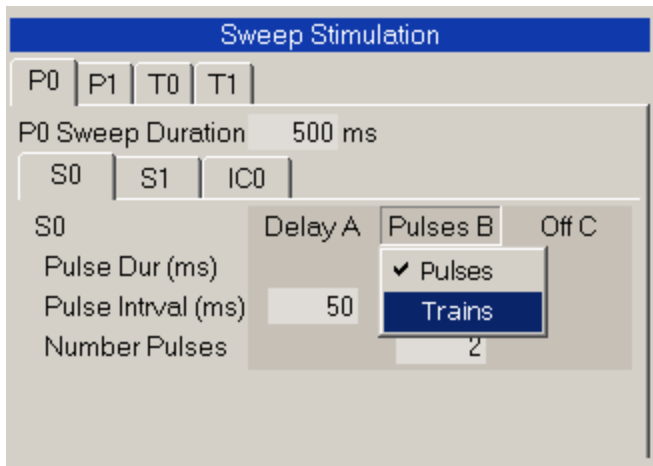 Sweep Stimulation
P0 P1 T0 T1
P0 Sweep Duration 500 ms
S0 S1 IC0
S0 Delay A Pulses B Off C
Pulse Dur (ms) ✔ Pulses
Pulse Intrval (ms) 50 Trains
Number Pulses 2